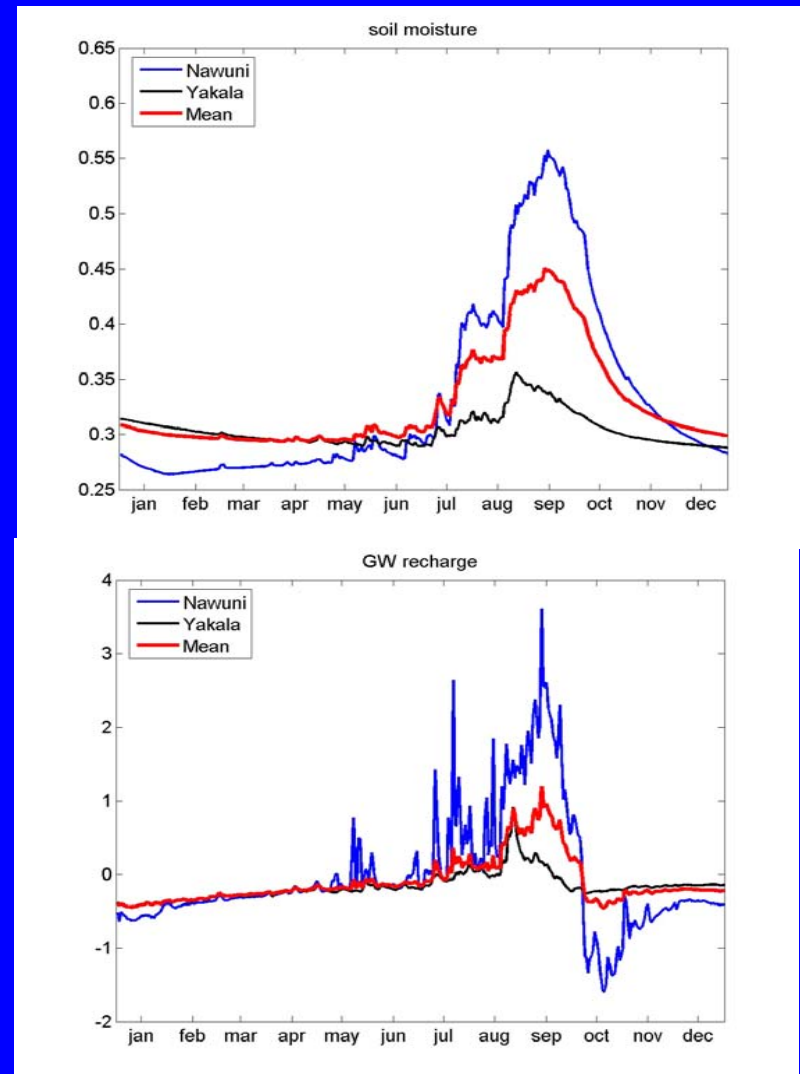 soil moisture
Nawuni
Yakala
Mean
0.65
0.6
0.55
0.5
0.45
0.4
0.35
0.3
0.25
jan feb mar apr may jun jul aug sep oct nov dec
GW recharge
Nawuni
Yakala
Mean
4
3
2
1
0
-1
-2
jan feb mar apr may jun jul aug sep oct nov dec